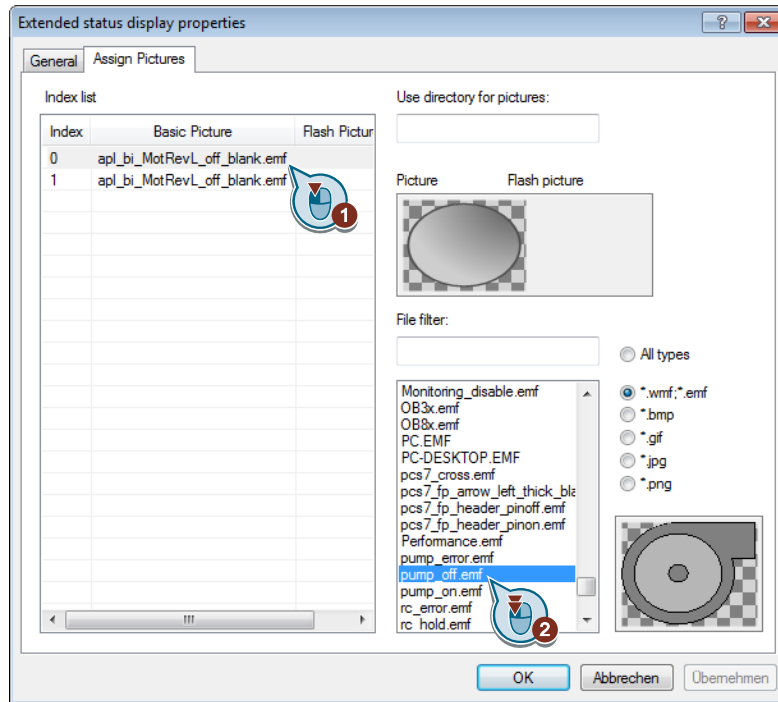 Extended status display properties
General
Assign Pictures
Index list
Index Basic Picture Flash Pictur
0 apl_bi_MotRevL_off_blank.emf
1 apl_bi_MotRevL_off_blank.emf
1
Use directory for pictures:
Picture Flash picture
File filter:
All types
*.wmf;*.emf
*.bmp
*.gif
*.jpg
*.png
Monitoring_disable.emf
OB3x.emf
OB8x.emf
PC.EMF
PC-DESKTOP.EMF
pcs7_cross.emf
pcs7_fp_arrow_left_thick_bla
pcs7_fp_header_pinoff.emf
pcs7_fp_header_pinon.emf
Performance.emf
pump_error.emf
pump_off.emf
pump_on.emf
rc_error.emf
rc_hold.emf
2
OK Abbrechen Übernehmen